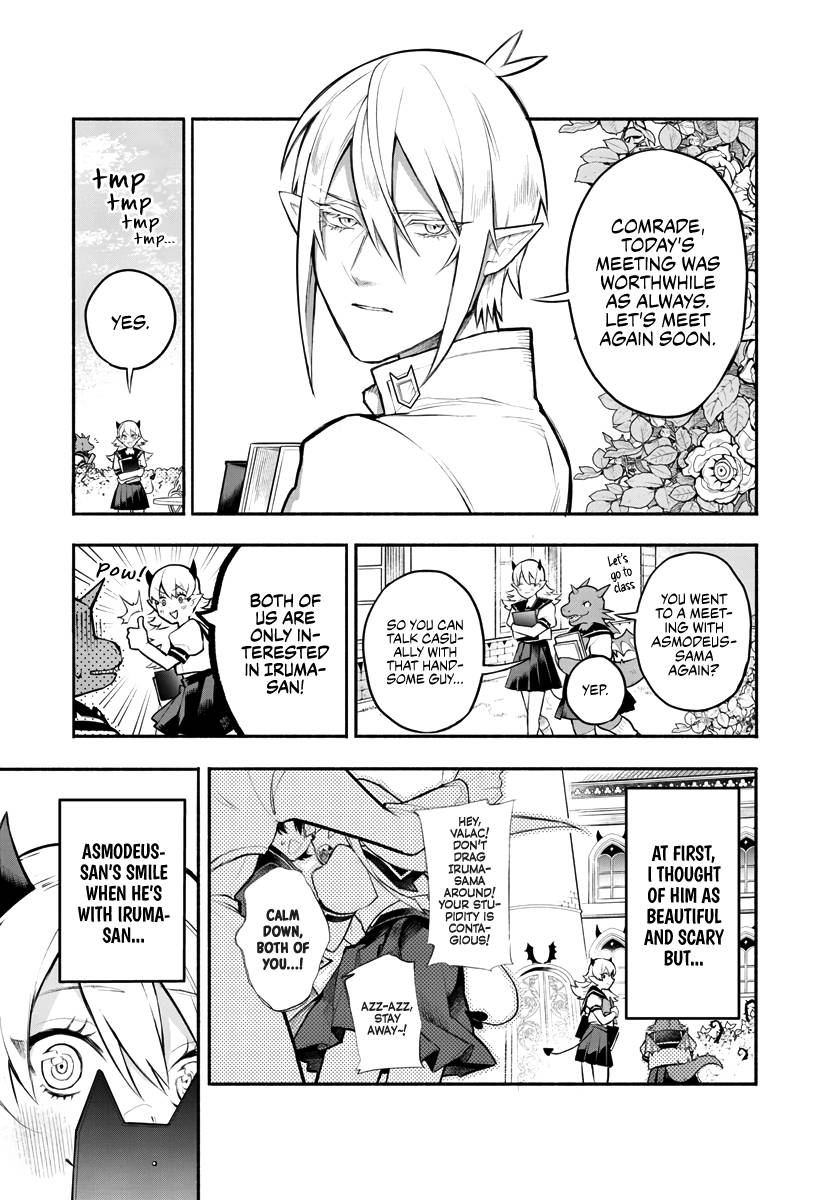 COMRADE,
TODAY'S
MEETING WAS
WORTHWHILE
AS ALWAYS.
LET'S MEET
AGAIN SOON.
tmp
tmp
tmp
tmp...
YES.
YOU WENT
TO A MEET-
ING WITH
ASMODEUS-
SAMA
AGAIN?
Let's
go to
class
YEP.
SO YOU CAN
TALK CASU-
ALLY WITH
THAT HAND-
SOME GUY...
BOTH OF
US ARE
ONLY IN-
TERESTED
IN IRUMA-
SAN!
POW!
AT FIRST,
I THOUGHT
OF HIM AS
BEAUTIFUL
AND SCARY
BUT...
HEY,
VALAC!
DON'T
DRAG
IRUMA-
SAMA
AROUND!
YOUR STU-
PIDITY IS
CONTA-
GIOUS!
CALM
DOWN,
BOTH OF
YOU...!
AZZ-AZZ,
STAY
AWAY~!
ASMODEUS-
SAN'S SMILE
WHEN HE'S
WITH IRUMA-
SAN...